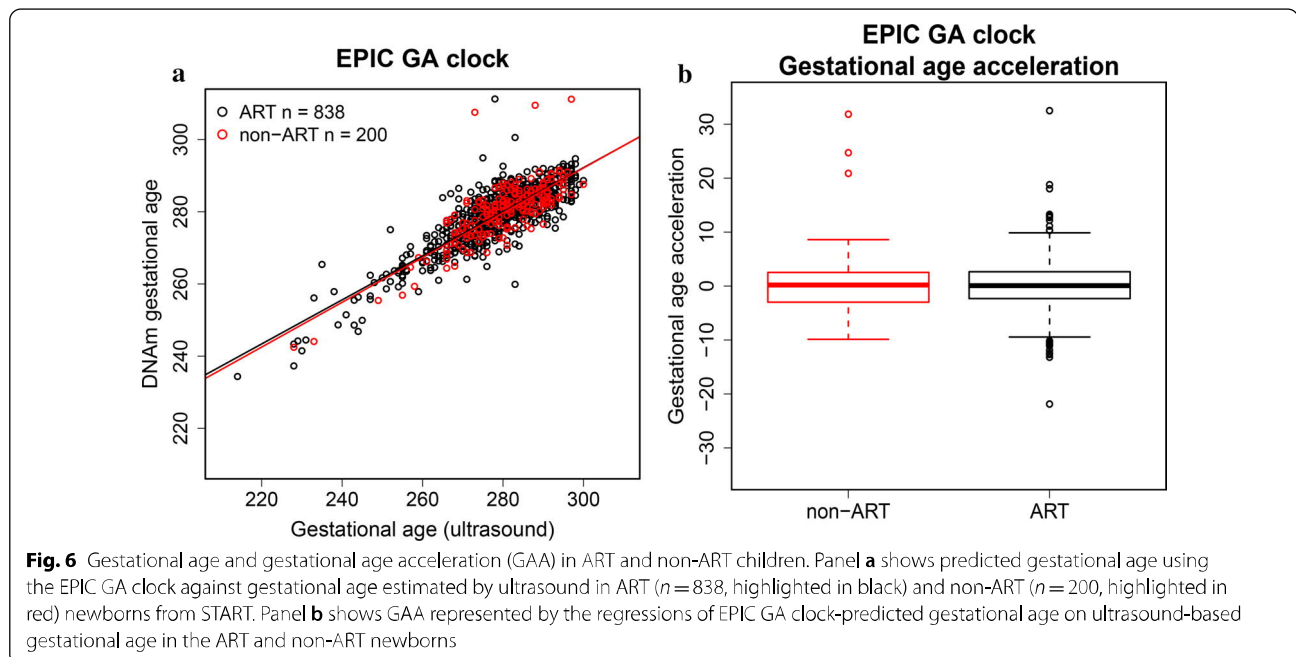 EPIC GA clock
a
ART n = 838
non−ART n = 200
DNAm gestational age
300
280
260
240
220
220 240 260 280 300
Gestational age (ultrasound)
EPIC GA clock
Gestational age acceleration
b
Gestational age acceleration
30
20
10
0
−10
−20
−30
non−ART ART
Fig. 6 Gestational age and gestational age acceleration (GAA) in ART and non-ART children. Panel a shows predicted gestational age using
the EPIC GA clock against gestational age estimated by ultrasound in ART (n = 838, highlighted in black) and non-ART (n = 200, highlighted in
red) newborns from START. Panel b shows GAA represented by the regressions of EPIC GA clock-predicted gestational age on ultrasound-based
gestational age in the ART and non-ART newborns